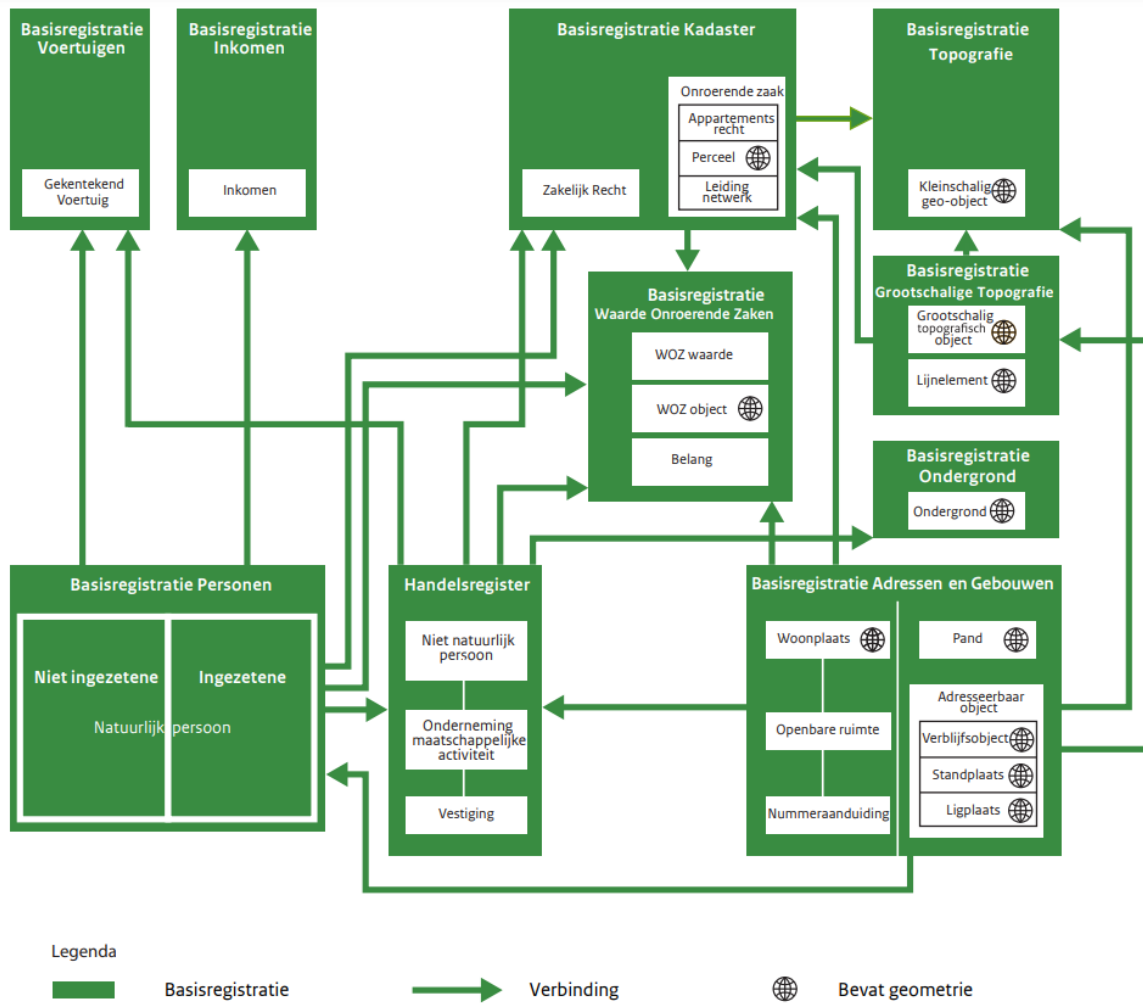 Basisregistratie
Voertuigen
Gekentekend
Voertuig
Basisregistratie
Inkomen
Inkomen
Basisregistratie Kadaster
Onroerende zaak
Appartements
recht
Perceel
Leiding
netwerk
Zakelijk Recht
Basisregistratie
Topografie
Kleinschalig
geo-object
Basisregistratie
Waarde Onroerende Zaken
WOZ waarde
WOZ object
Belang
Basisregistratie
Grootschalige Topografie
Grootschalig
topografisch
object
Lijnelement
Basisregistratie
Ondergrond
Ondergrond
Basisregistratie Personen
Niet ingezetene
Ingezetene
Natuurlijk persoon
Handelsregister
Niet natuurlijk
persoon
Onderneming
maatschappelijke
activiteit
Vestiging
Basisregistratie Adressen en Gebouwen
Woonplaats
Openbare ruimte
Nummeraanduiding
Pand
Adresseerbaar
object
Verblijfsobject
Standplaats
Ligplaats
Legenda
Basisregistratie
Verbinding
Bevat geometrie